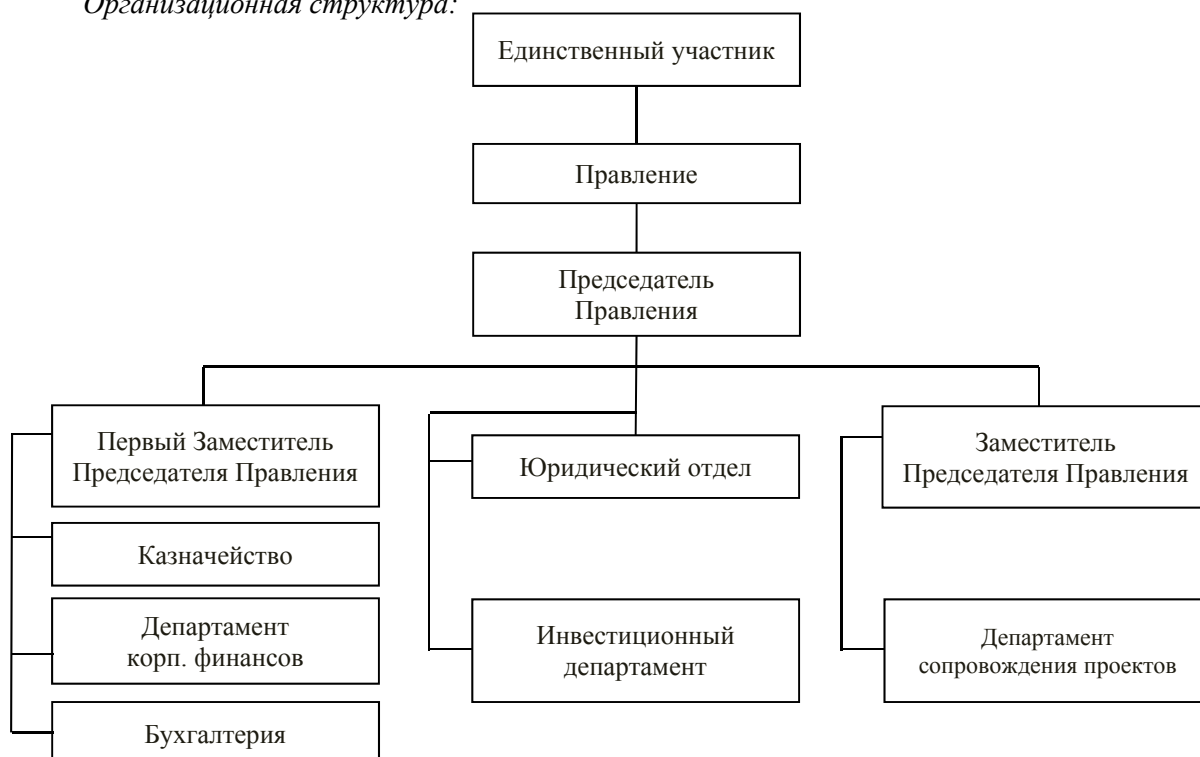 Организационная структура:
Единственный участник
Правление
Председатель
Правления
Первый Заместитель
Председателя Правления
Юридический отдел
Заместитель
Председателя Правления
Казначейство
Департамент
корп. финансов
Инвестиционный
департамент
Департамент
сопровождения проектов
Бухгалтерия